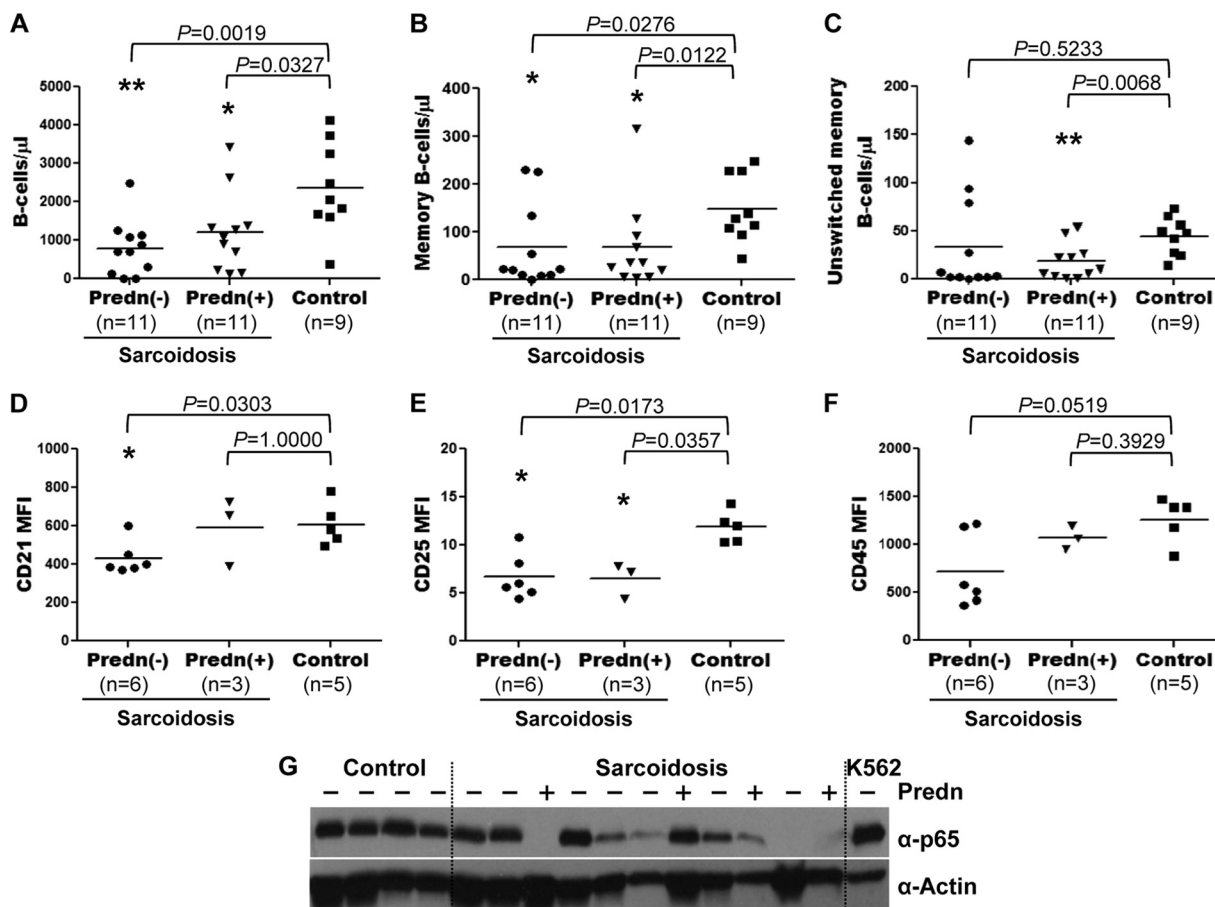 A
P=0.0019
P=0.0327
** *
B-cells/μl
5000
4000
3000
2000
1000
0
Predn(-) Predn(+) Control
(n=11) (n=11) (n=9)
Sarcoidosis
B
P=0.0276
P=0.0122
* *
Memory B-cells/μl
400
300
200
100
0
Predn(-) Predn(+) Control
(n=11) (n=11) (n=9)
Sarcoidosis
C
P=0.5233
P=0.0068
**
Unswitched memory
B-cells/μl
200
150
100
50
0
Predn(-) Predn(+) Control
(n=11) (n=11) (n=9)
Sarcoidosis
D
P=0.0303
P=1.0000
*
CD21 MFI
1000
800
600
400
200
0
Predn(-) Predn(+) Control
(n=6) (n=3) (n=5)
Sarcoidosis
E
P=0.0173
P=0.0357
* *
CD25 MFI
20
15
10
5
0
Predn(-) Predn(+) Control
(n=6) (n=3) (n=5)
Sarcoidosis
F
P=0.0519
P=0.3929
CD45 MFI
2000
1500
1000
500
0
Predn(-) Predn(+) Control
(n=6) (n=3) (n=5)
Sarcoidosis
G Control Sarcoidosis K562
− − − − − − + − − − + − + − + − Predn
α-p65
α-Actin